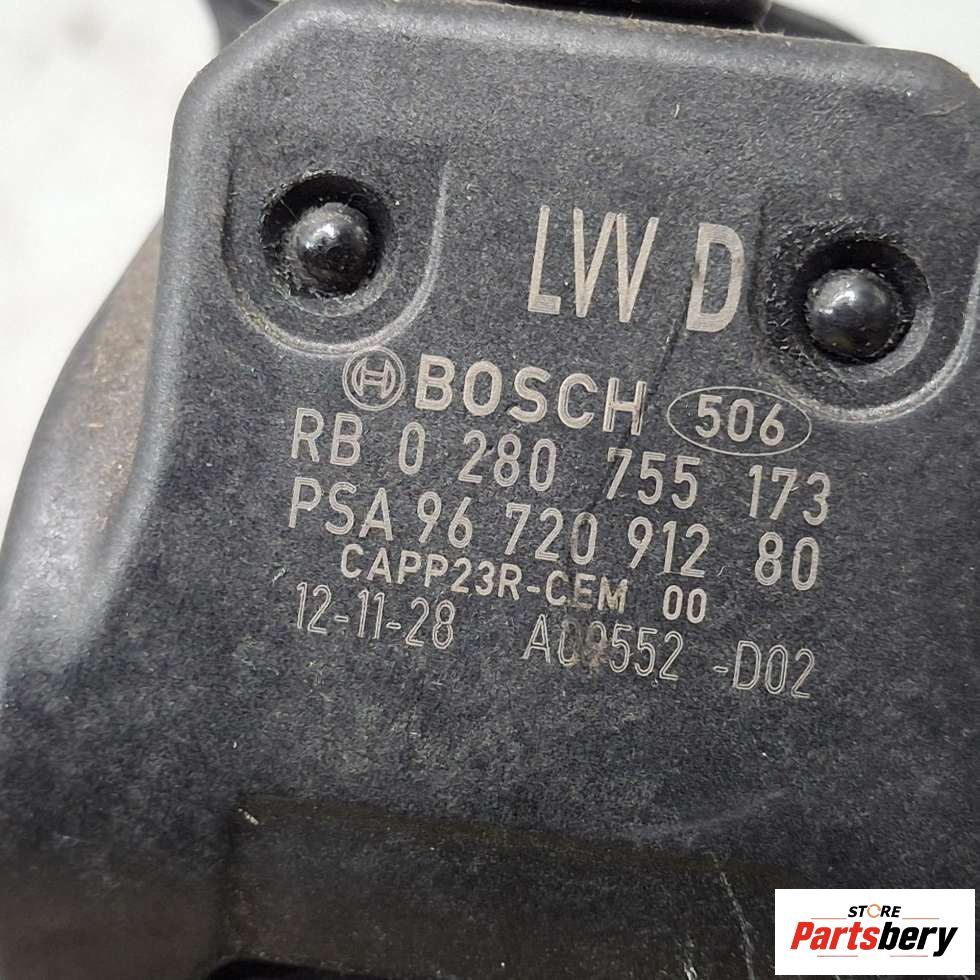 LVV D
BOSCH 506
RB 0 280 755 173
PSA 96 720 912 80
CAPP23R-CEM 00
12-11-28 -D02
STORE
Partsbery